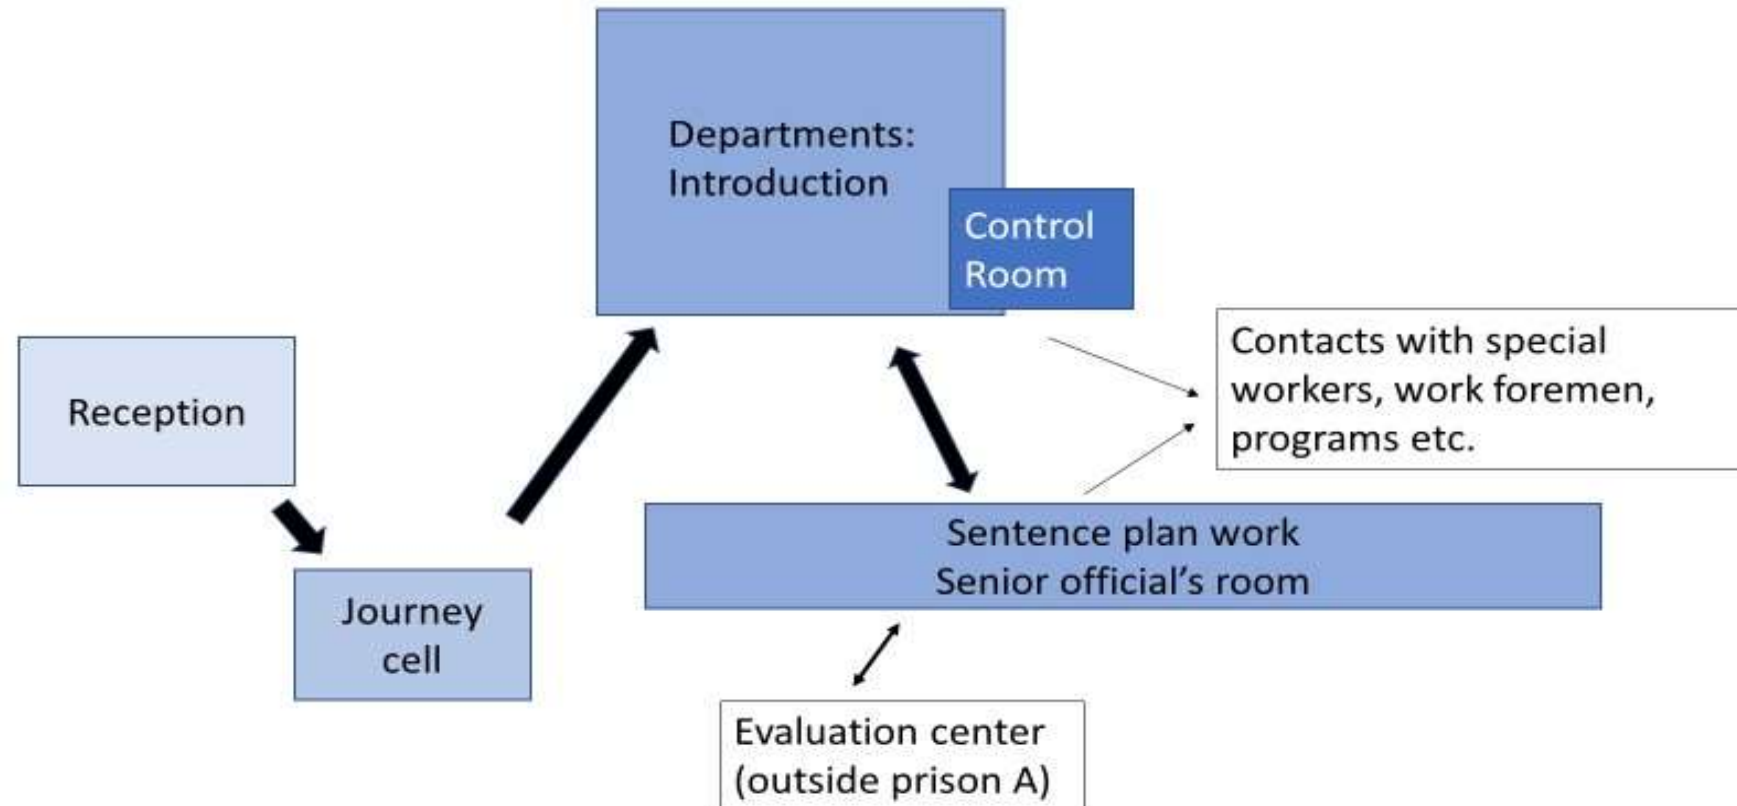 Departments:
Introduction
Control
Room
Reception
Contacts with special
workers, work foremen,
programs etc.
Sentence plan work
Senior official's room
Journey
cell
Evaluation center
(outside prison A)